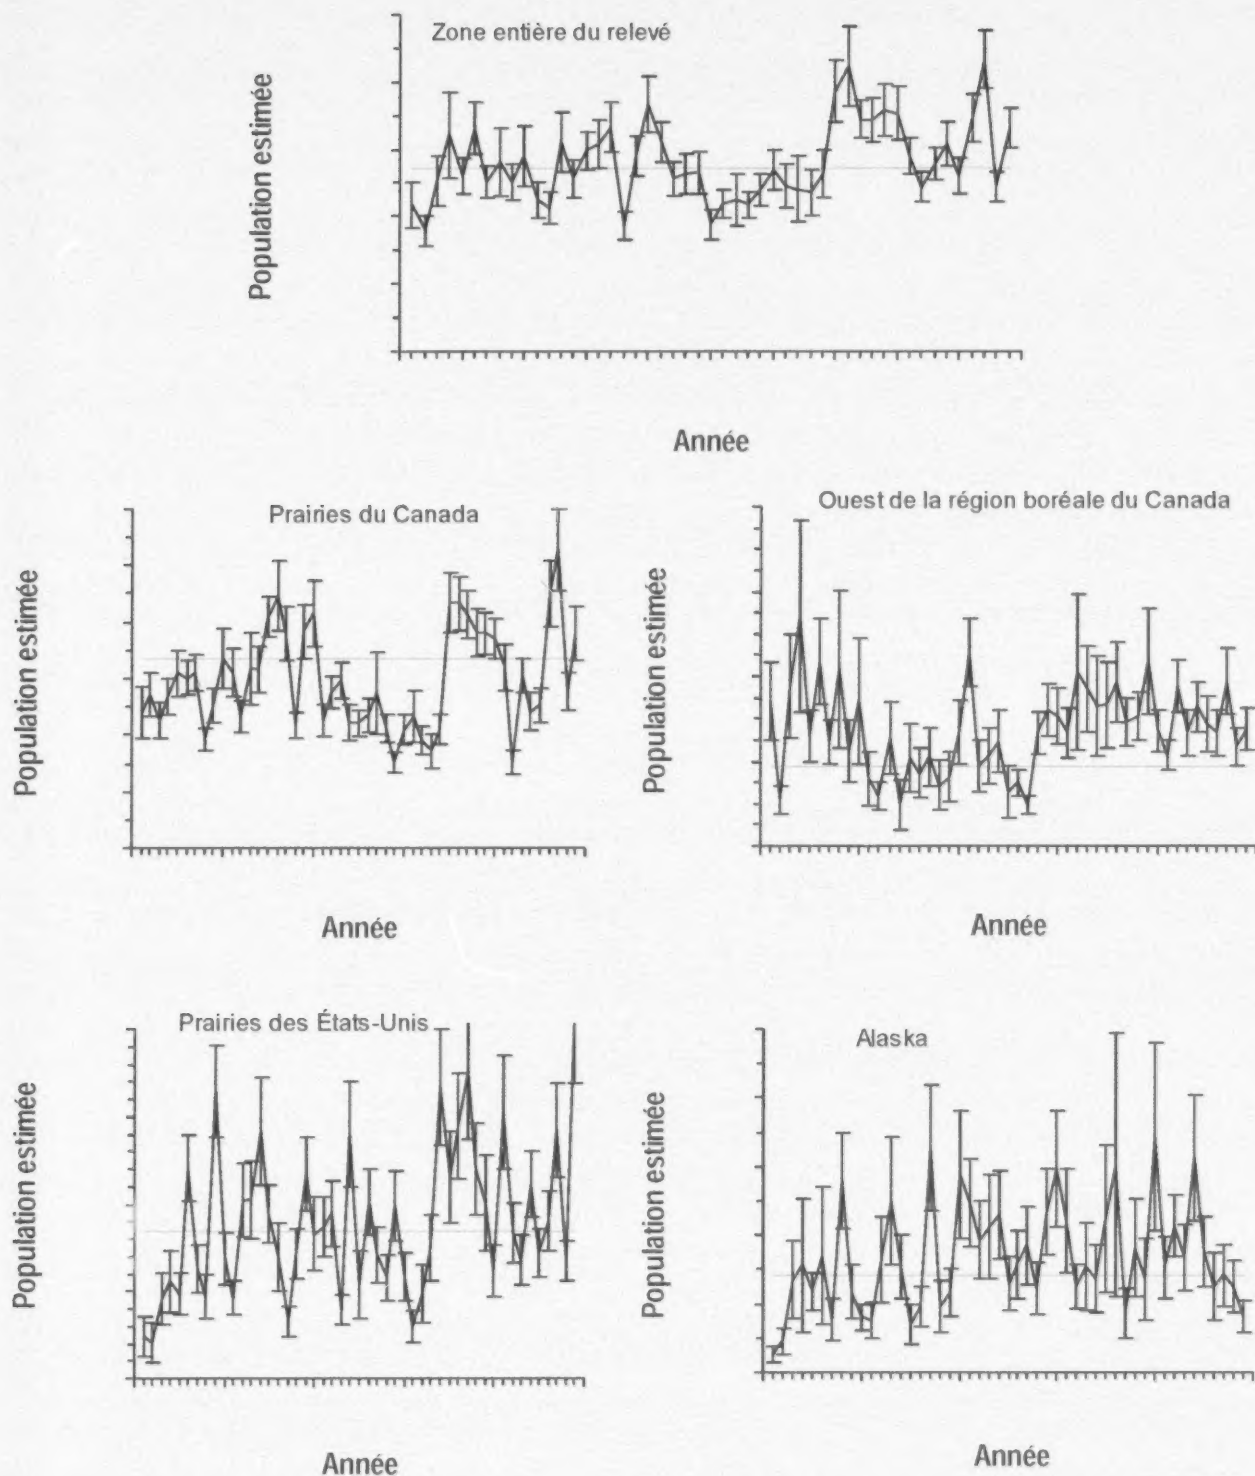 Zone entière du relevé
Population estimée
Année
Prairies du Canada
Population estimée
Année
Ouest de la région boréale du Canada
Population estimée
Année
Prairies des États-Unis
Population estimée
Année
Alaska
Population estimée
Année